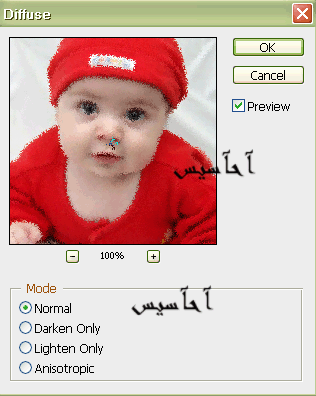 Diffuse
OK
Cancel
Preview
آحآسيس
100%
Mode
آحآسيس
Normal
Darken Only
Lighten Only
Anisotropic